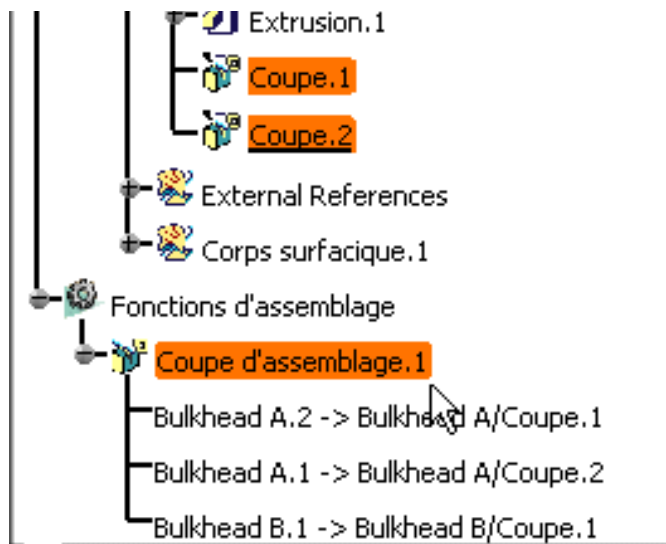 Extrusion.1
Coupe.1
Coupe.2
External References
Corps surfacique.1
Fonctions d'assemblage
Coupe d'assemblage.1
Bulkhead A.2 -> Bulkhead A/Coupe.1
Bulkhead A.1 -> Bulkhead A/Coupe.2
Bulkhead B.1 -> Bulkhead B/Coupe.1